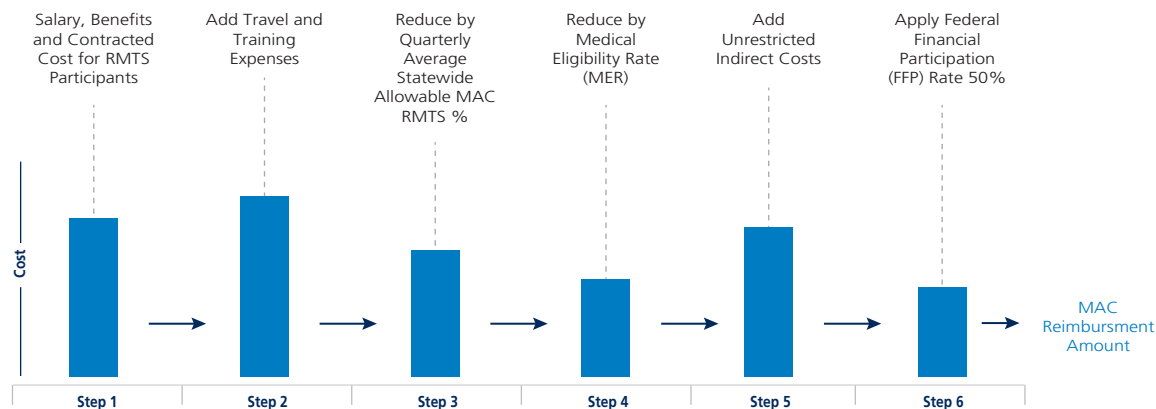 Salary, Benefits
and Contracted
Cost for RMTS
Participants
Add Travel and
Training
Expenses
Reduce by
Quarterly
Average
Statewide
Allowable MAC
RMTS %
Reduce by
Medical
Eligibility Rate
(MER)
Add
Unrestricted
Indirect Costs
Apply Federal
Financial
Participation
(FFP) Rate 50%
Cost
MAC
Reimbursment
Amount
Step 1
Step 2
Step 3
Step 4
Step 5
Step 6